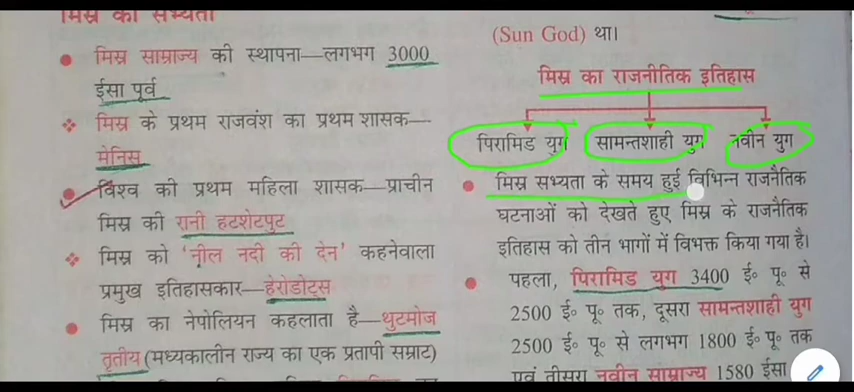 मिस्र की सभ्यता
● मिस्र साम्राज्य की स्थापना—लगभग 3000
ईसा पूर्व
❖ मिस्र के प्रथम राजवंश का प्रथम शासक—
मेनिस
● विश्व की प्रथम महिला शासक—प्राचीन
मिस्र की रानी हटशेटपुट
❖ मिस्र को ‘नील नदी की देन’ कहनेवाला
प्रमुख इतिहासकार—हेरोडोट्स
● मिस्र का नेपोलियन कहलाता है—थुटमोज
तृतीय (मध्यकालीन राज्य का एक प्रतापी सम्राट)
(Sun God) था।
मिस्र का राजनीतिक इतिहास
पिरामिड युग सामन्तशाही युग नवीन युग
● मिस्र सभ्यता के समय हुई विभिन्न राजनैतिक
घटनाओं को देखते हुए मिस्र के राजनैतिक
इतिहास को तीन भागों में विभक्त किया गया है।
● पहला, पिरामिड युग 3400 ई॰ पू॰ से
2500 ई॰ पू॰ तक, दूसरा सामन्तशाही युग
2500 ई॰ पू॰ से लगभग 1800 ई॰ पू॰ तक
एवं तीसरा नवीन साम्राज्य 1580 ईसा